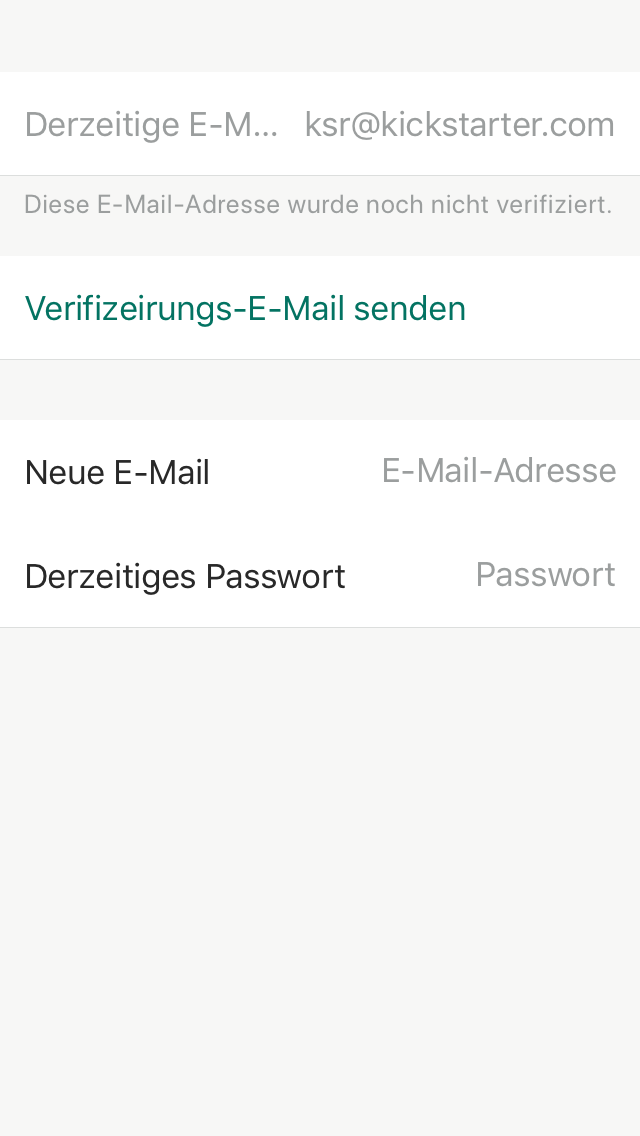 Derzeitige E-M... ksr@kickstarter.com
Diese E-Mail-Adresse wurde noch nicht verifiziert.
Verifizeirungs-E-Mail senden
Neue E-Mail E-Mail-Adresse
Derzeitiges Passwort Passwort